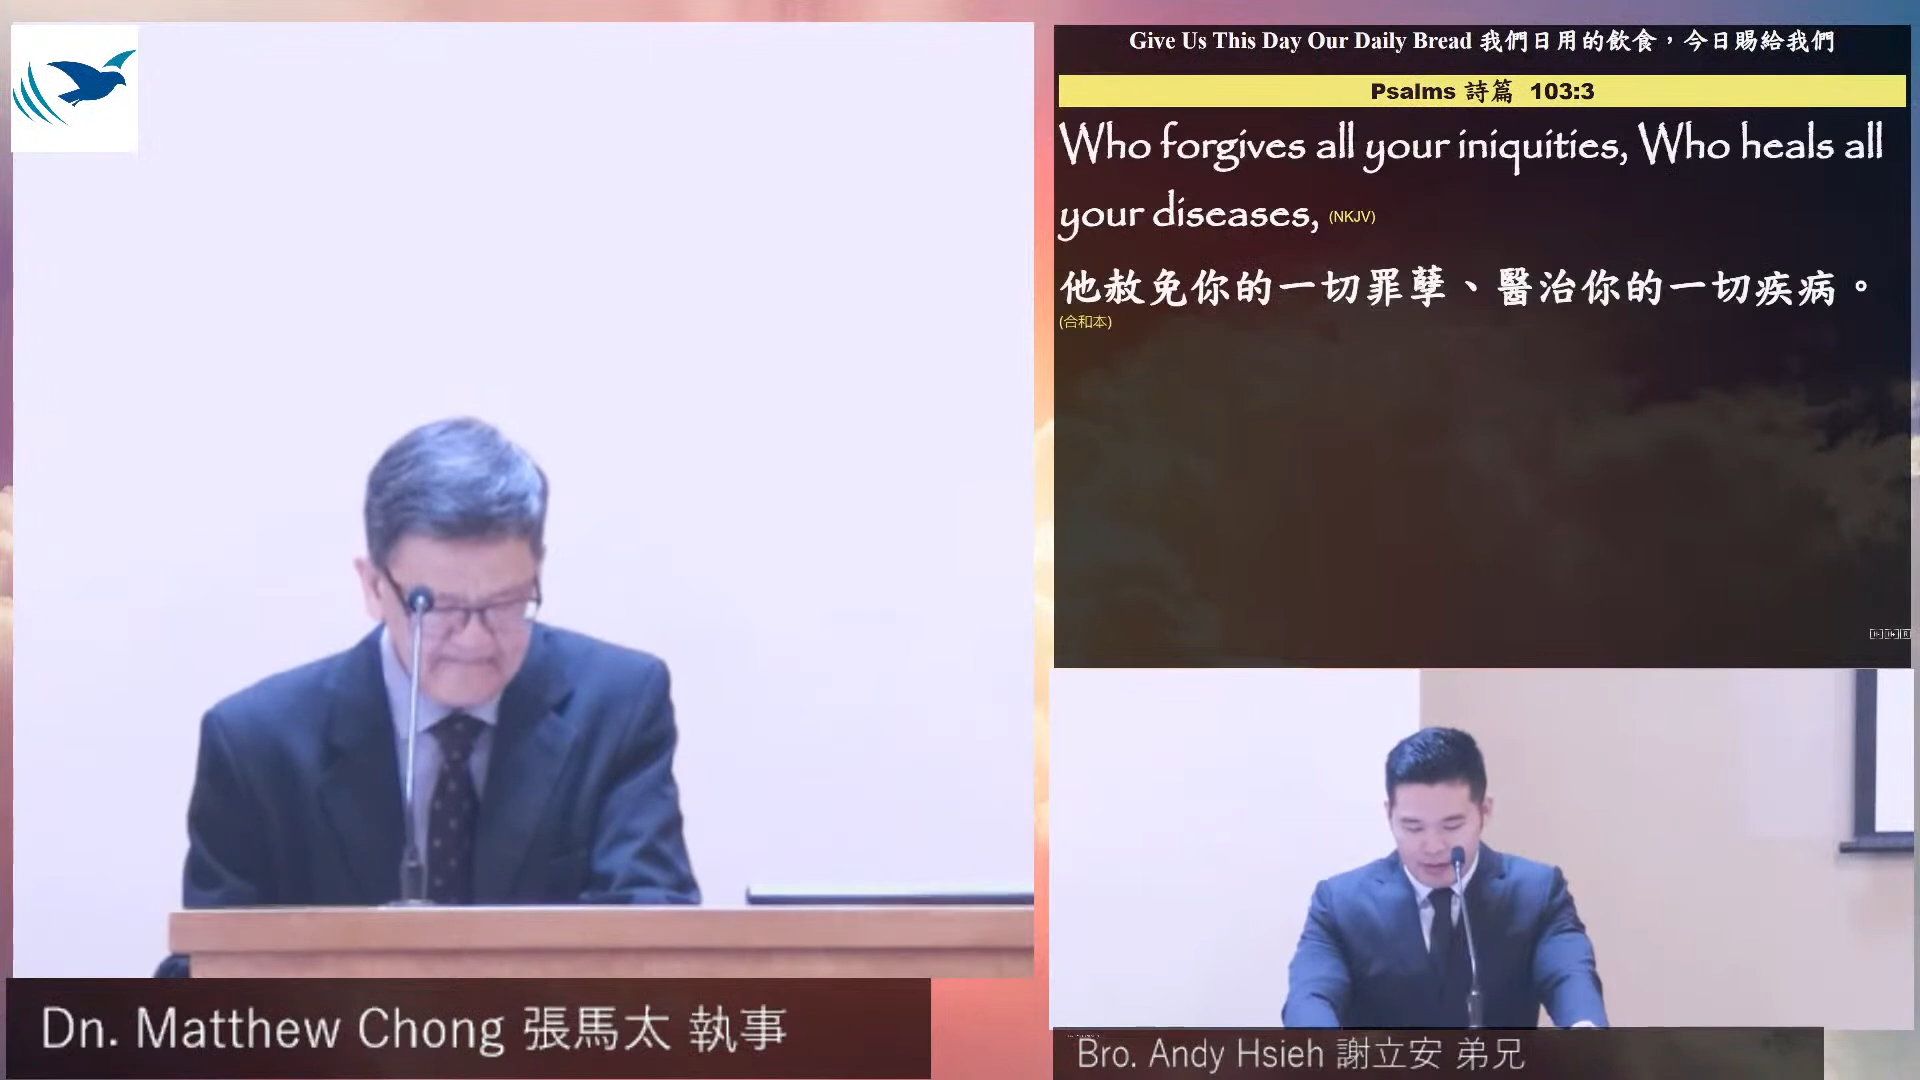 Give Us This Day Our Daily Bread 我們日用的飲食，今日賜給我們
Psalms 詩篇 103:3
Who forgives all your iniquities, Who heals all
your diseases, (NKJV)
他赦免你的一切罪孽、醫治你的一切疾病。
(合和本)
Dn. Matthew Chong 張馬太 執事
Bro. Andy Hsieh 謝立安 弟兄